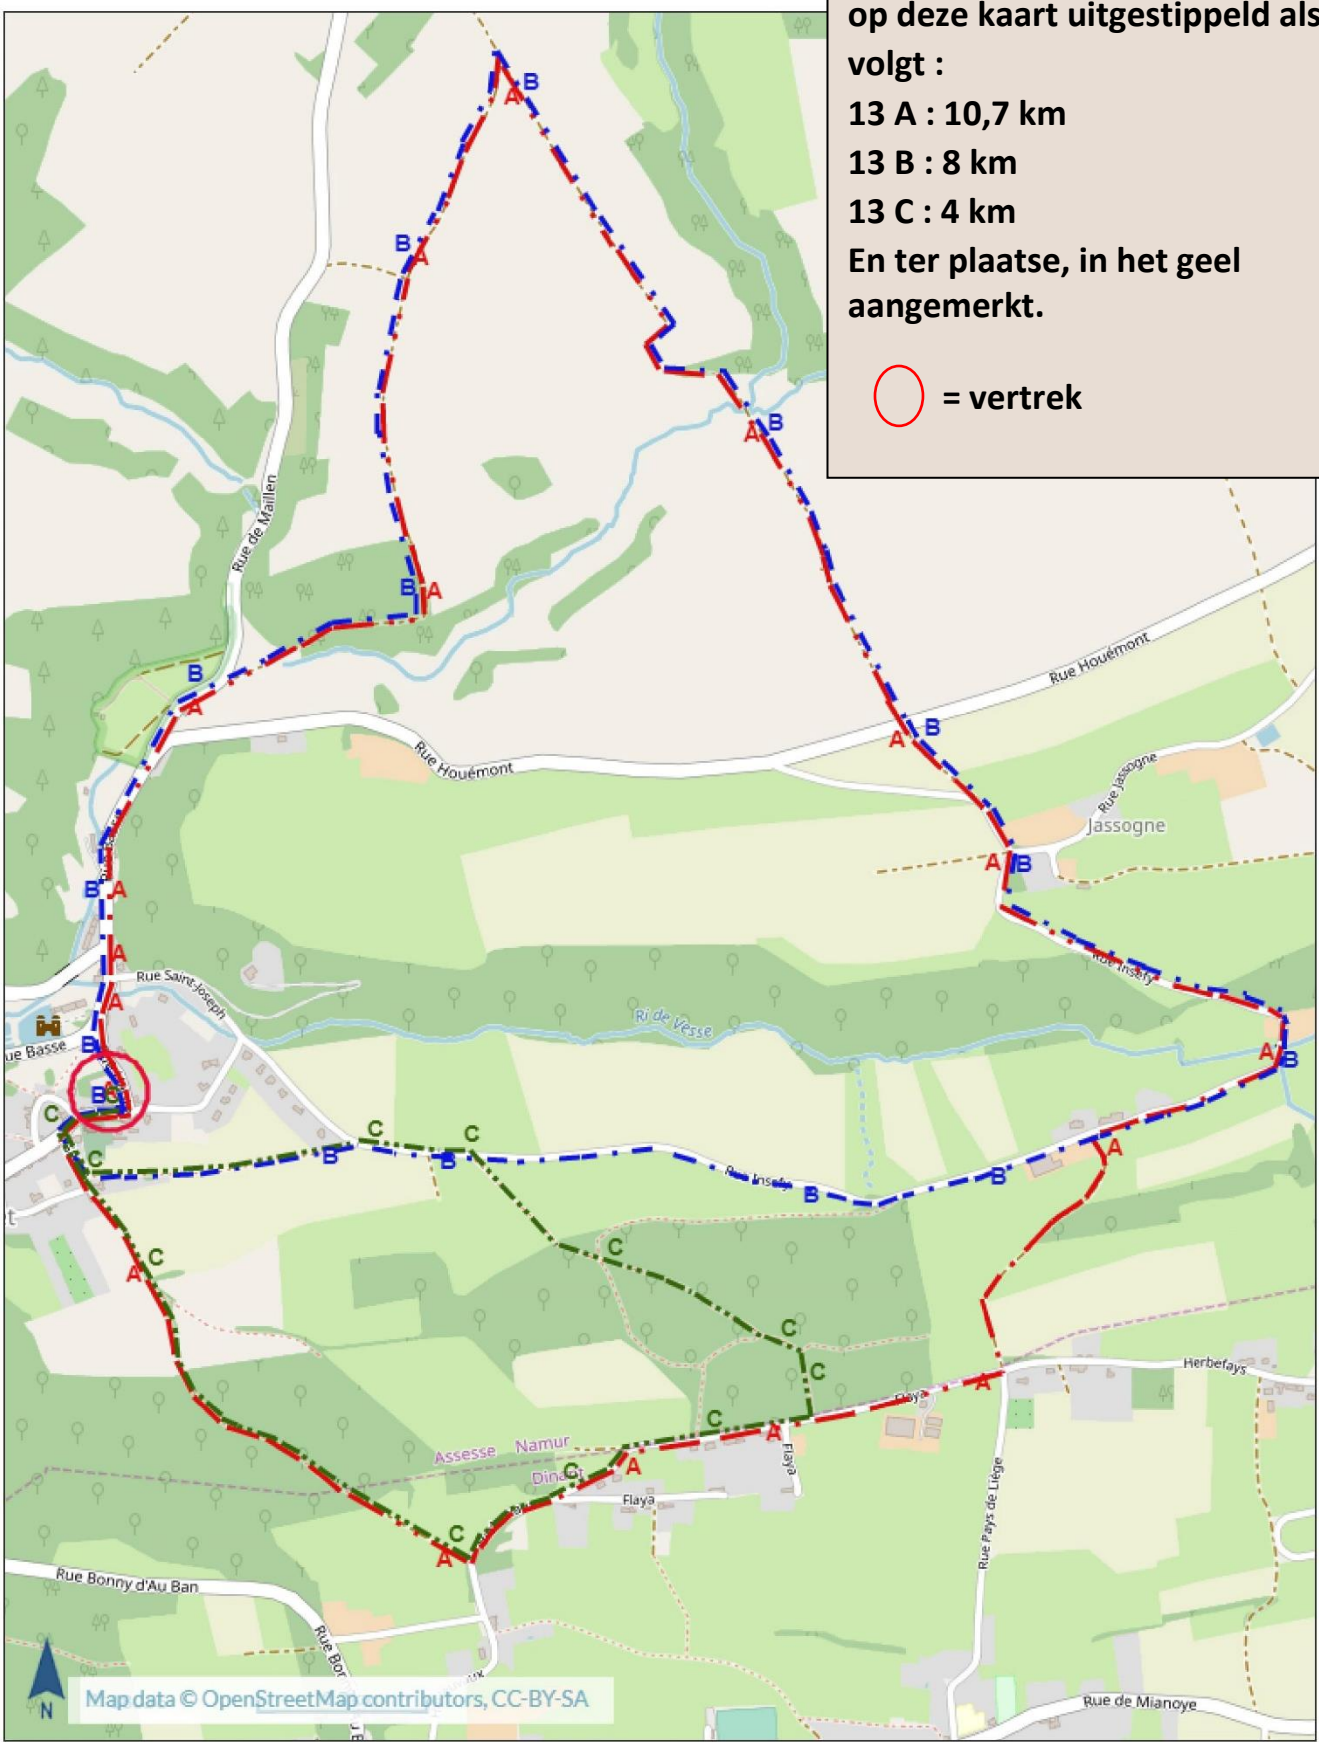 op deze kaart uitgestippeld als
volgt :
13 A : 10,7 km
13 B : 8 km
13 C : 4 km
En ter plaatse, in het geel
aangemerkt.
= vertrek
B
A
B
A
B
A
Rue de Maillen
B
A
B
A
Rue Houémont
B
A
Rue Houémont
Rue Jassogne
Jassogne
A
B
B
A
A
Rue Insefy
Rue Saint-Joseph
A
Ri de Vesse
B
ue Basse
A
B
B
C
C
C
C
A
C
B
B
B
Rue Insefy
B
C
A
C
C
C
Herbefays
A
Flaya
C
A
Assesse
Namur
Flaya
Dinant
C
A
Flaya
C
A
Rue Pays de Liège
Rue Bonny d'Au Ban
Map data © OpenStreetMap contributors, CC-BY-SA
N
Rue de Mianoye